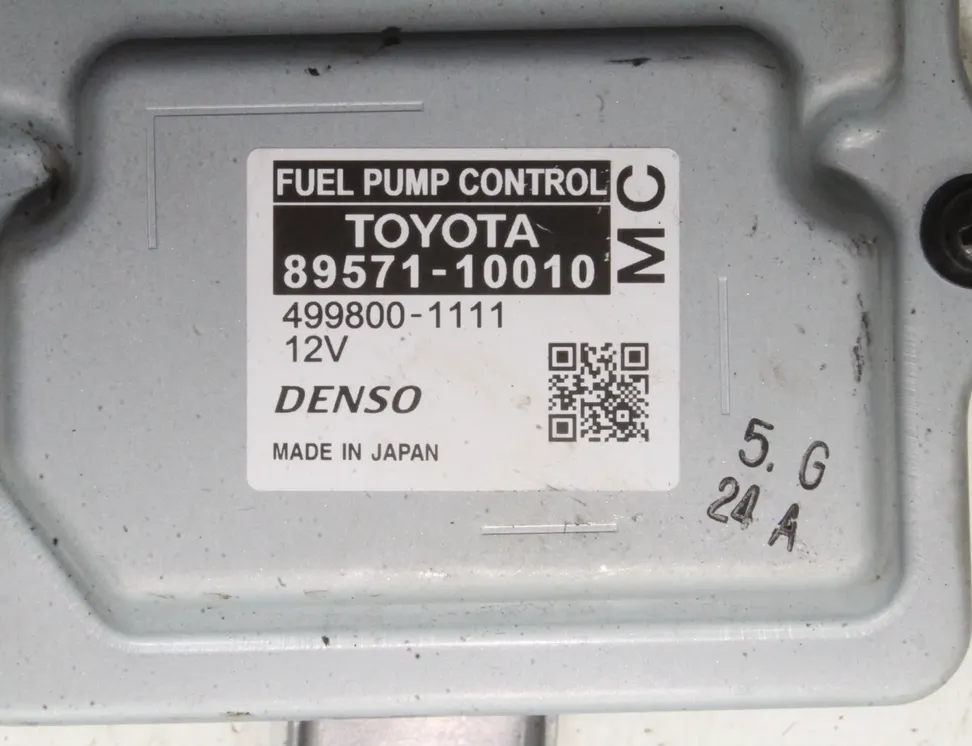 FUEL PUMP CONTROL
TOYOTA
89571-10010
MC
499800-1111
12V
DENSO
MADE IN JAPAN
5. G
24 A